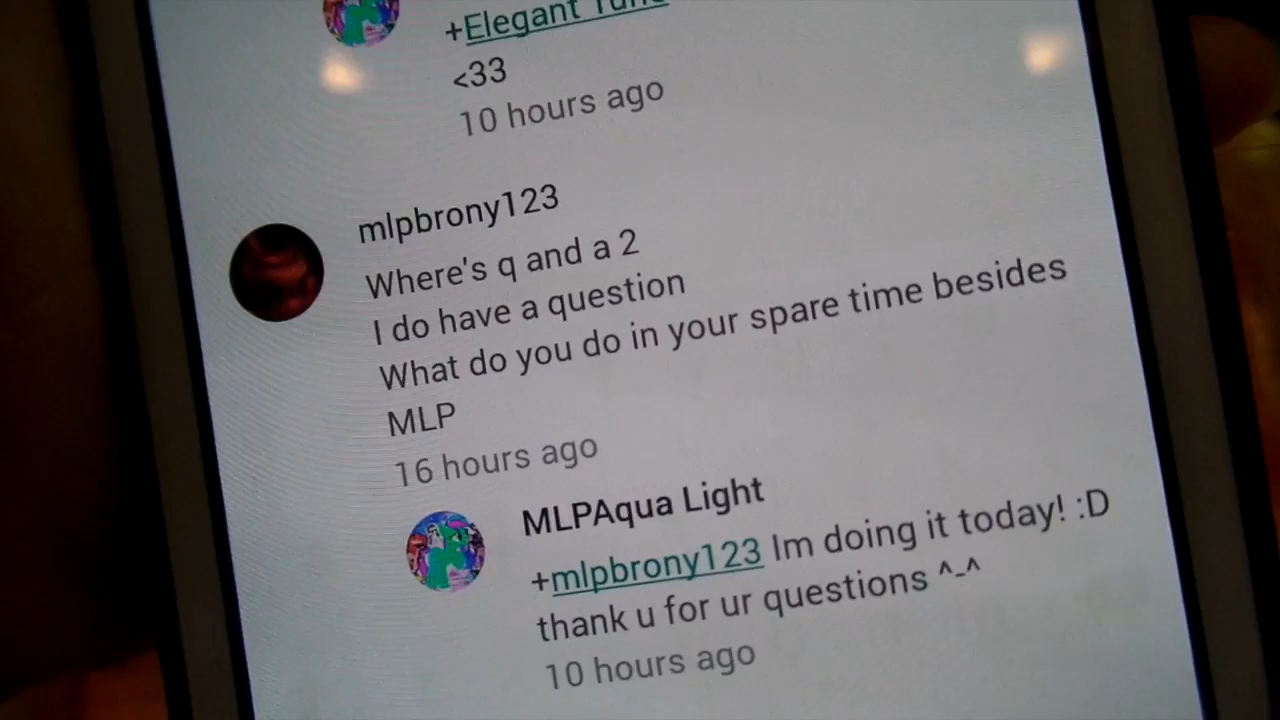 +Elegant
<33
10 hours ago
mlpbrony123
Where's q and a 2
I do have a question
What do you do in your spare time besides
MLP
16 hours ago
MLPAqua Light
+mlpbrony123 Im doing it today! :D
thank u for ur questions ^-^
10 hours ago